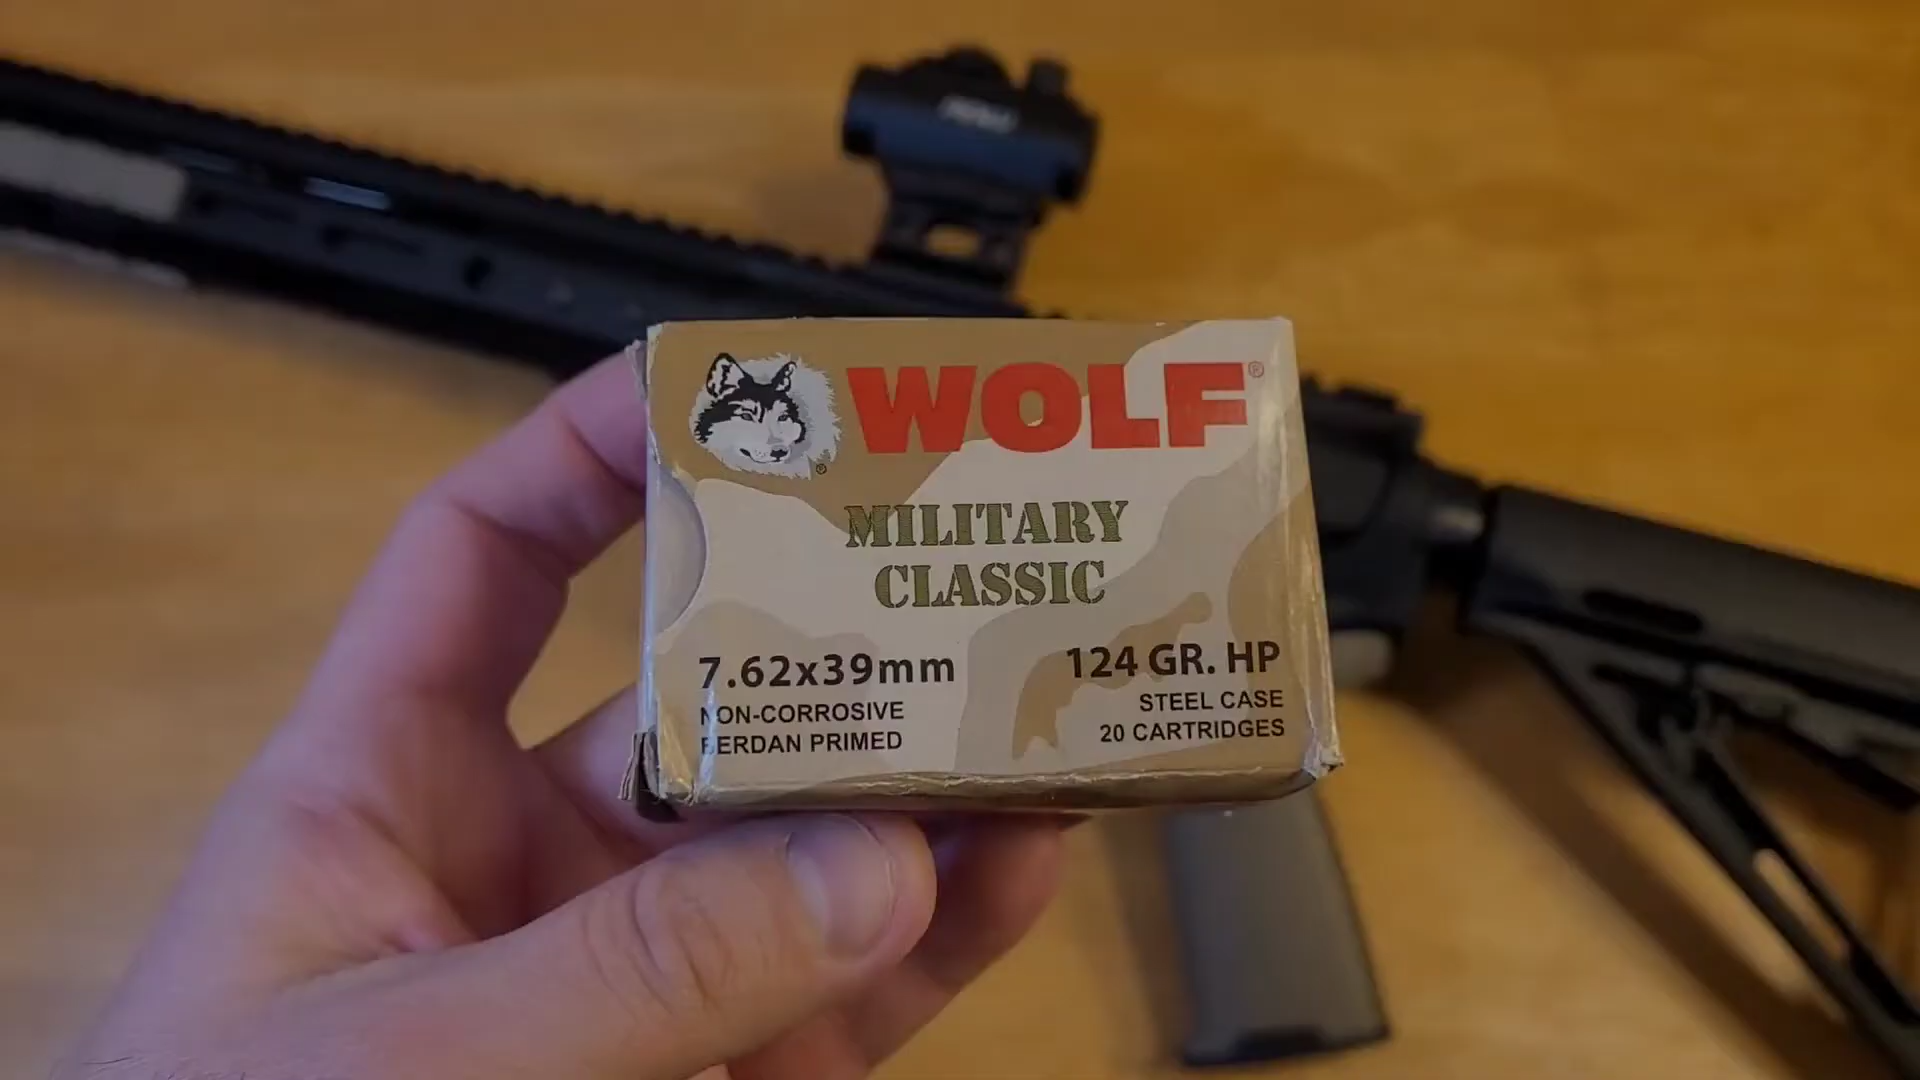 WOLF®
®
MILITARY
CLASSIC
7.62x39mm
124 GR. HP
NON-CORROSIVE
STEEL CASE
BERDAN PRIMED
20 CARTRIDGES